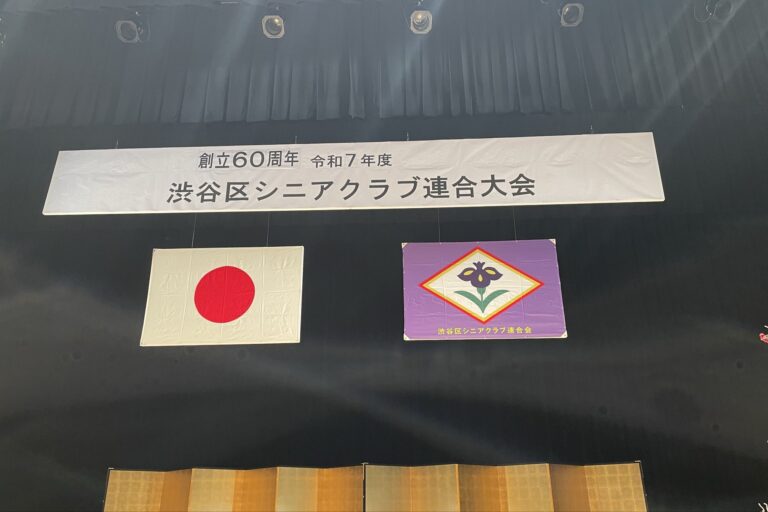 創立60周年 令和7年度
渋谷区シニアクラブ連合大会
渋谷区シニアクラブ連合会